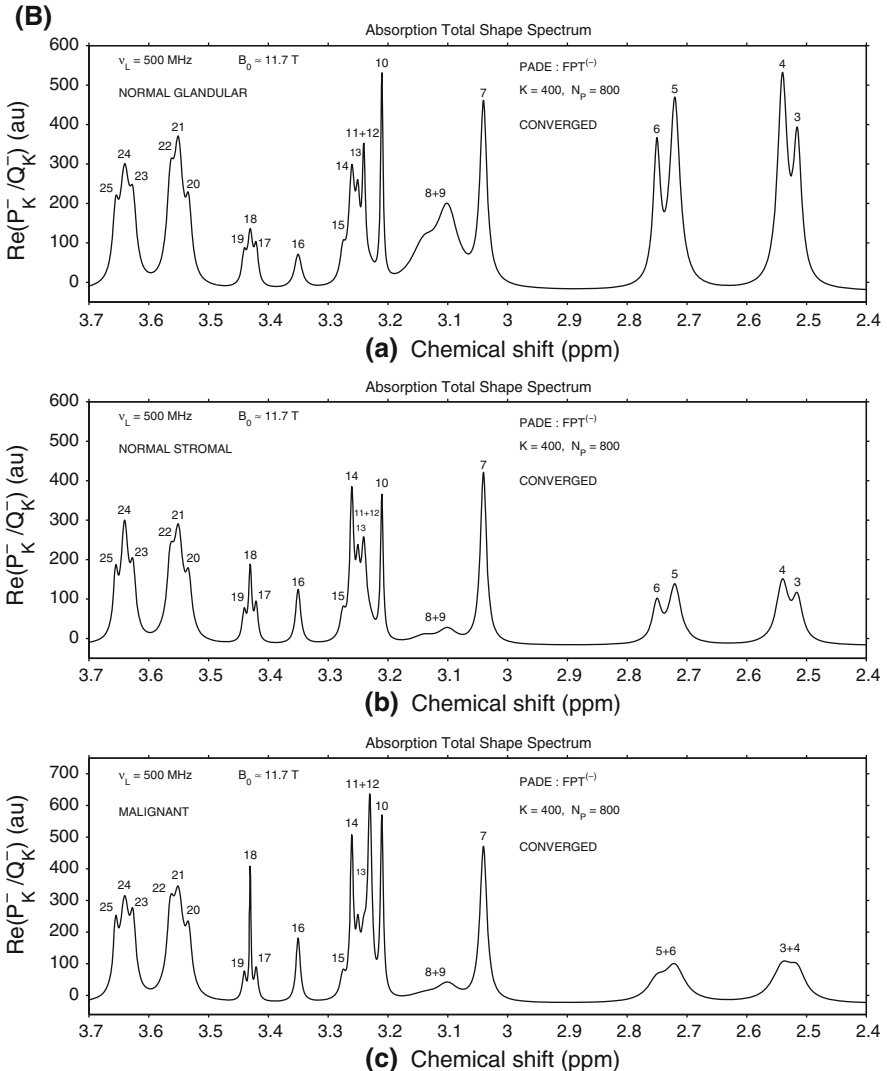 (B)
Absorption Total Shape Spectrum
600
500
400
300
200
100
0
Re(P_K^- /Q_K^-) (au)
ν_L = 500 MHz B_0 ≈ 11.7 T
NORMAL GLANDULAR
PADE : FPT^(−)
K = 400, N_P = 800
CONVERGED
25 24 23 22 21 20 19 18 17 16 15 14 13 11+12 10 8+9 7 6 5 4 3
3.7 3.6 3.5 3.4 3.3 3.2 3.1 3 2.9 2.8 2.7 2.6 2.5 2.4
(a) Chemical shift (ppm)
Absorption Total Shape Spectrum
600
500
400
300
200
100
0
Re(P_K^- /Q_K^-) (au)
ν_L = 500 MHz B_0 ≈ 11.7 T
NORMAL STROMAL
PADE : FPT^(−)
K = 400, N_P = 800
CONVERGED
25 24 23 22 21 20 19 18 17 16 15 14 13 11+12 10 8+9 7 6 5 4 3
3.7 3.6 3.5 3.4 3.3 3.2 3.1 3 2.9 2.8 2.7 2.6 2.5 2.4
(b) Chemical shift (ppm)
Absorption Total Shape Spectrum
700
600
500
400
300
200
100
0
Re(P_K^- /Q_K^-) (au)
ν_L = 500 MHz B_0 ≈ 11.7 T
MALIGNANT
PADE : FPT^(−)
K = 400, N_P = 800
CONVERGED
25 24 23 22 21 20 19 18 17 16 15 14 13 11+12 10 8+9 7 5+6 3+4
3.7 3.6 3.5 3.4 3.3 3.2 3.1 3 2.9 2.8 2.7 2.6 2.5 2.4
(c) Chemical shift (ppm)